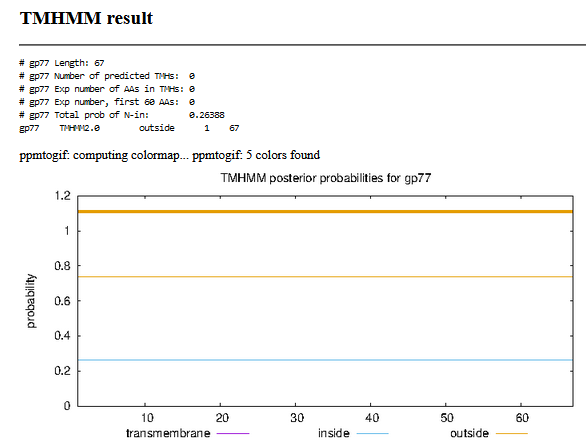 TMHMM result
# gp77 Length: 67
# gp77 Number of predicted TMHs: 0
# gp77 Exp number of AAs in TMHs: 0
# gp77 Exp number, first 60 AAs: 0
# gp77 Total prob of N-in: 0.26388
gp77 TMHMM2.0 outside 1 67
ppmtogif: computing colormap... ppmtogif: 5 colors found
TMHMM posterior probabilities for gp77
probability
1.2
1
0.8
0.6
0.4
0.2
0
10 20 30 40 50 60
transmembrane inside outside